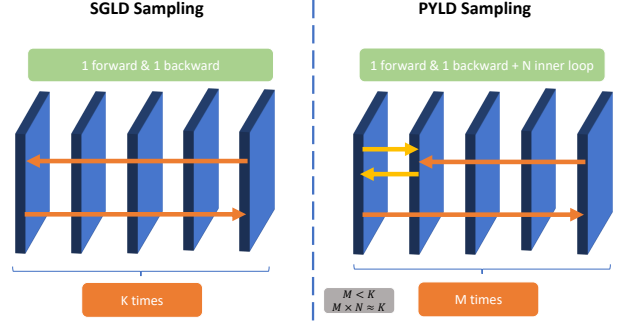 SGLD Sampling
PYLD Sampling
1 forward & 1 backward
1 forward & 1 backward + N inner loop
K times
M < K
M × N ≈ K
M times